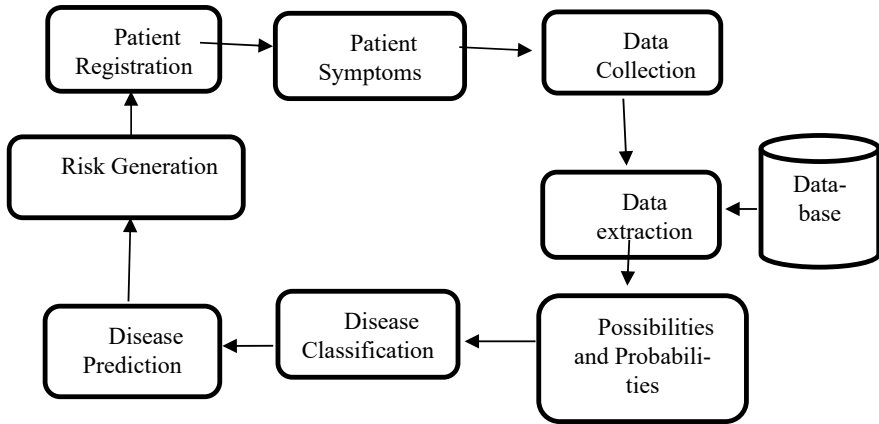 Patient
Registration
Patient
Symptoms
Data
Collection
Risk Generation
Data
extraction
Data-
base
Disease
Prediction
Disease
Classification
Possibilities
and Probabili-
ties